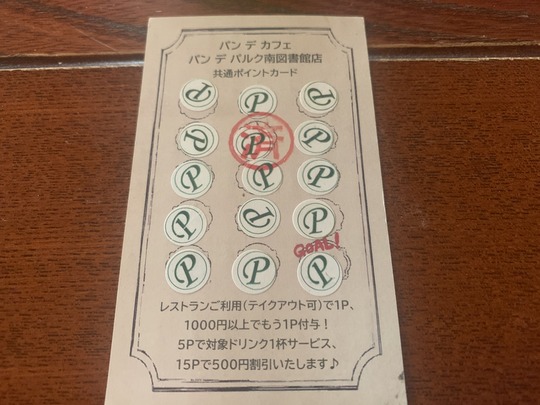 パン デ カフェ
パン デ パルク南図書館店
共通ポイントカード
P P P
P P P
済
P P P
P P P
GOAL!
P P P
レストランご利用(テイクアウト可)で1P、
1000円以上でもう1P付与!
5Pで対象ドリンク1杯サービス、
15Pで500円割引いたします♪